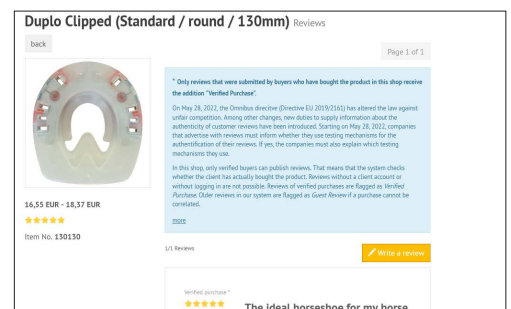 Duplo Clipped (Standard / round / 130mm) Reviews
back
Page 1 of 1
* Only reviews that were submitted by buyers who have bought the product in this shop receive
the addition "Verified Purchase".
On May 28, 2022, the Omnibus direcitve (Directive EU 2019/2161) has altered the law against
unfair competition. Among other changes, new duties to supply information about the
authenticity of customer reviews have been introduced. Starting on May 28, 2022, companies
that advertise with reviews must inform whether they use testing mechanisms for the
authentification of their reviews. If yes, the companies must also explain which testing
mechanisms they use.
In this shop, only verified buyers can publish reviews. That means that the system checks
whether the client has actually bought the product. Reviews without a client account or
without logging in are not possible. Reviews of verified purchases are flagged as Verified
Purchase. Older reviews in our system are flagged as Guest Review if a purchase cannot be
correlated.
more
16,55 EUR - 18,37 EUR
Item No. 130130
1/1 Reviews
Write a review
Verified purchase *
The ideal horseshoe for my horse